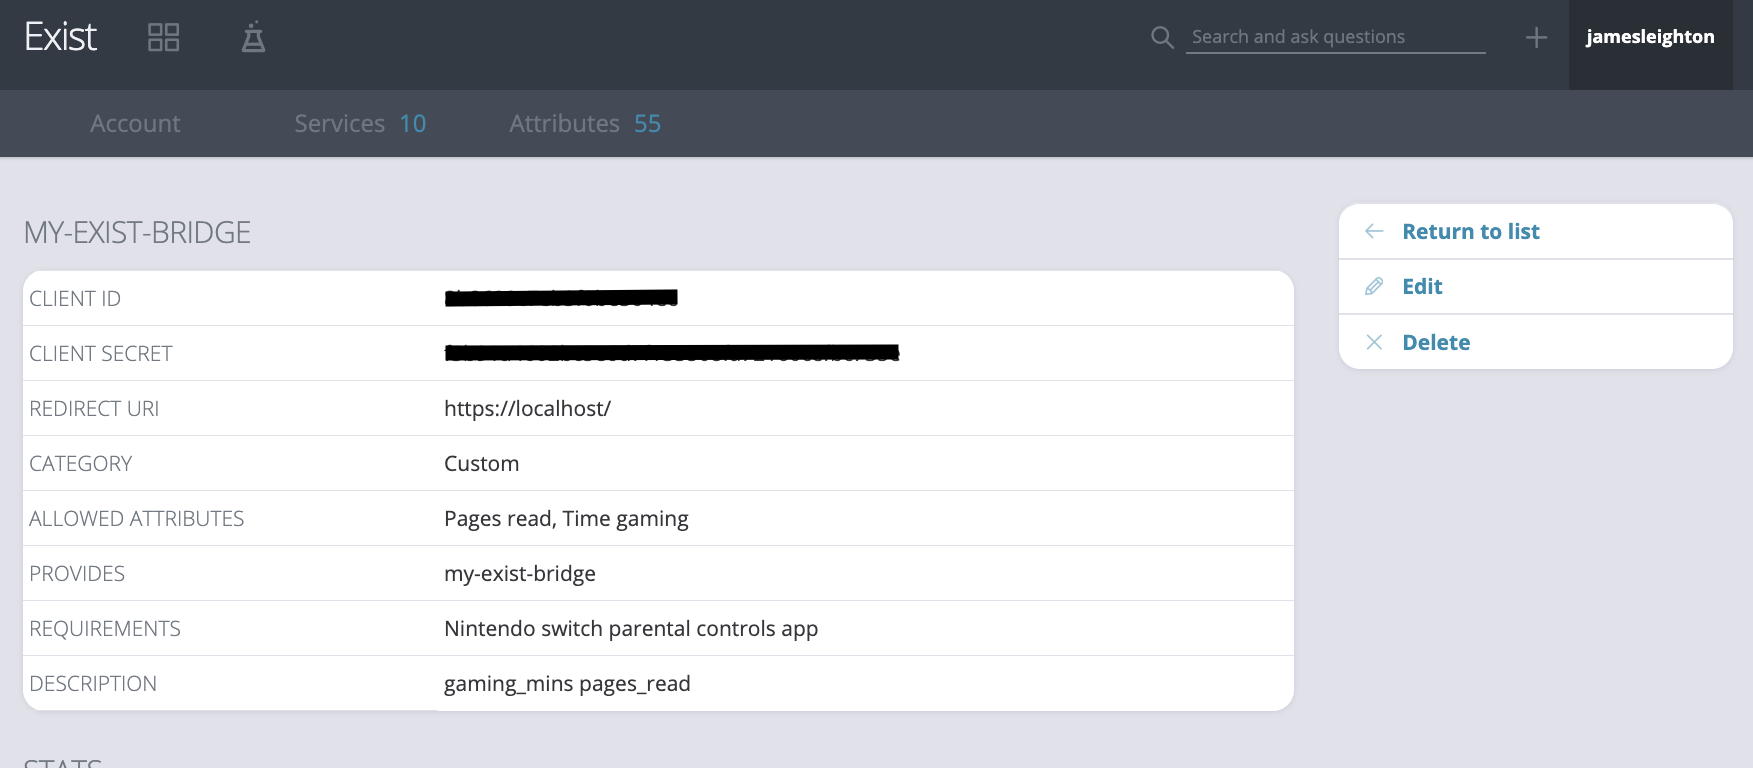 Exist
Search and ask questions
jamesleighton
Account
Services 10
Attributes 55
MY-EXIST-BRIDGE
Return to list
Edit
Delete
CLIENT ID
CLIENT SECRET
REDIRECT URI https://localhost/
CATEGORY Custom
ALLOWED ATTRIBUTES Pages read, Time gaming
PROVIDES my-exist-bridge
REQUIREMENTS Nintendo switch parental controls app
DESCRIPTION gaming_mins pages_read
STATS